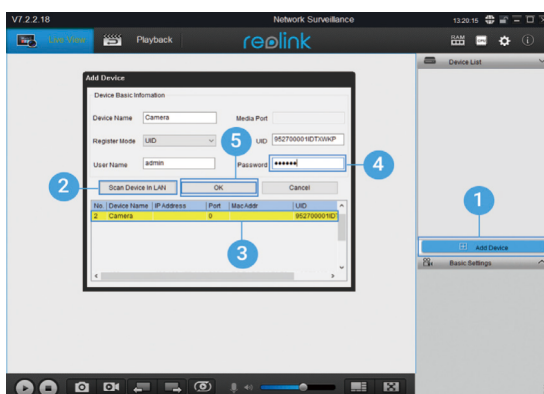 V7.2.2.18 Network Surveillance 13:20:15
Live View Playback reolink RAM CPU
Device List
Add Device
Device Basic Infomation
Device Name Camera Media Port
Register Mode UID 5 UID 952700001IDTXWKP
User Name admin Password ●●●●●● 4
2 Scan Device In LAN OK Cancel
1
No. Device Name IP Address Port MacAddr UID
2 Camera 0 952700001ID
3
Add Device
Basic Settings